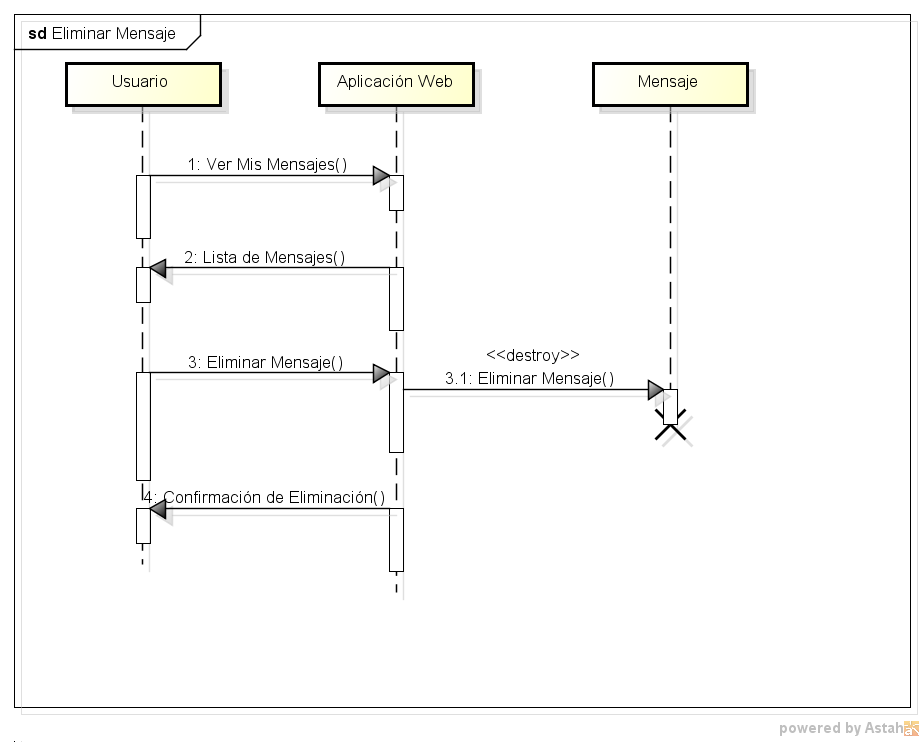 sd Eliminar Mensaje
Usuario
Aplicación Web
Mensaje
1: Ver Mis Mensajes()
2: Lista de Mensajes()
3: Eliminar Mensaje()
<<destroy>>
3.1: Eliminar Mensaje()
4: Confirmación de Eliminación()
powered by Astah